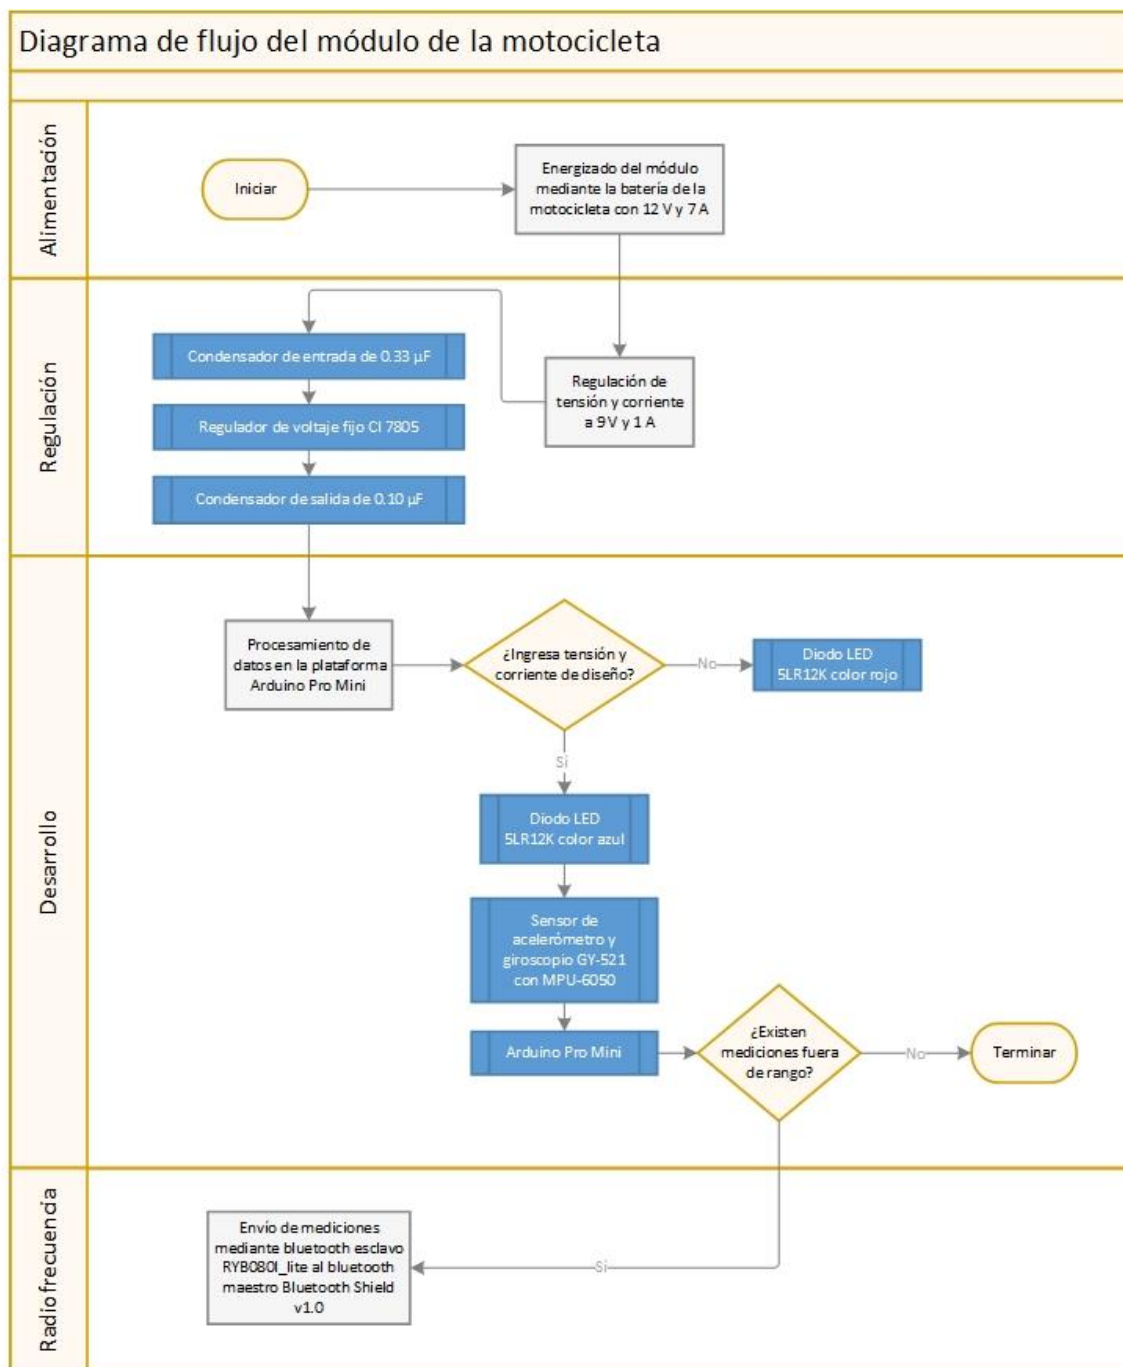 Diagrama de flujo del módulo de la motocicleta
Alimentación
Iniciar
Energizado del módulo
mediante la batería de la
motocicleta con 12 V y 7 A
Regulación
Condensador de entrada de 0.33 µF
Regulador de voltaje fijo CI 7805
Condensador de salida de 0.10 µF
Regulación de
tensión y corriente
a 9 V y 1 A
Desarrollo
Procesamiento de
datos en la plataforma
Arduino Pro Mini
¿Ingresa tensión y
corriente de diseño?
No
Diodo LED
5LR12K color rojo
Sí
Diodo LED
5LR12K color azul
Sensor de
acelerómetro y
giroscopio GY-521
con MPU-6050
Arduino Pro Mini
¿Existen
mediciones fuera
de rango?
No
Terminar
Radiofrecuencia
Envío de mediciones
mediante bluetooth esclavo
RYB080I_lite al bluetooth
maestro Bluetooth Shield
v1.0
Sí